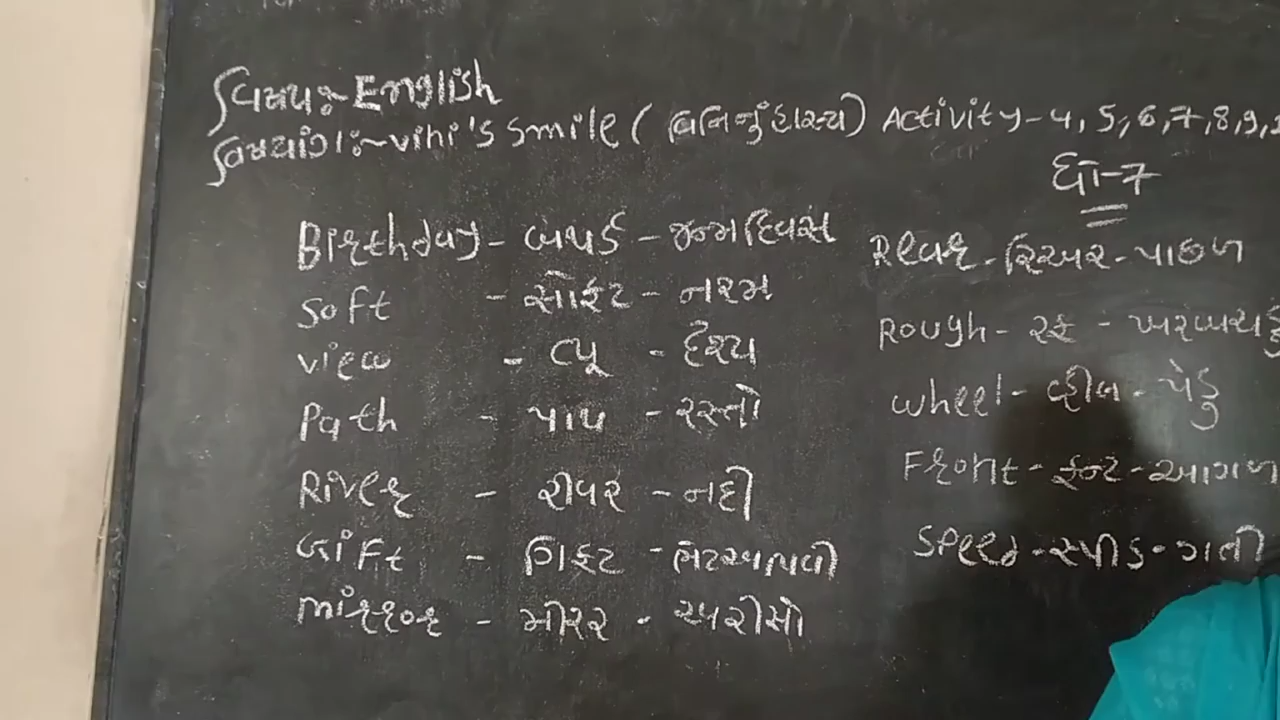 વિષય:- English
વિષયાંગ:- vihi's smile ( વિહિનું હાસ્ય) Activity - 4, 5, 6, 7, 8, 9,
ધો-7
Birthday - બર્થડે - જન્મદિવસ
Soft - સોફ્ટ - નરમ
view - વ્યૂ - દ્રશ્ય
Path - પાથ - રસ્તો
River - રીવર - નદી
Gift - ગિફ્ટ - ભેટઆપવી
mirror - મીરર - અરીસો
Rear - રિઅર - પાછળ
Rough - રફ -
wheel - વ્હીલ - પૈડું
Front - ફ્રન્ટ - આગળ
Speed - સ્પીડ - ગતી